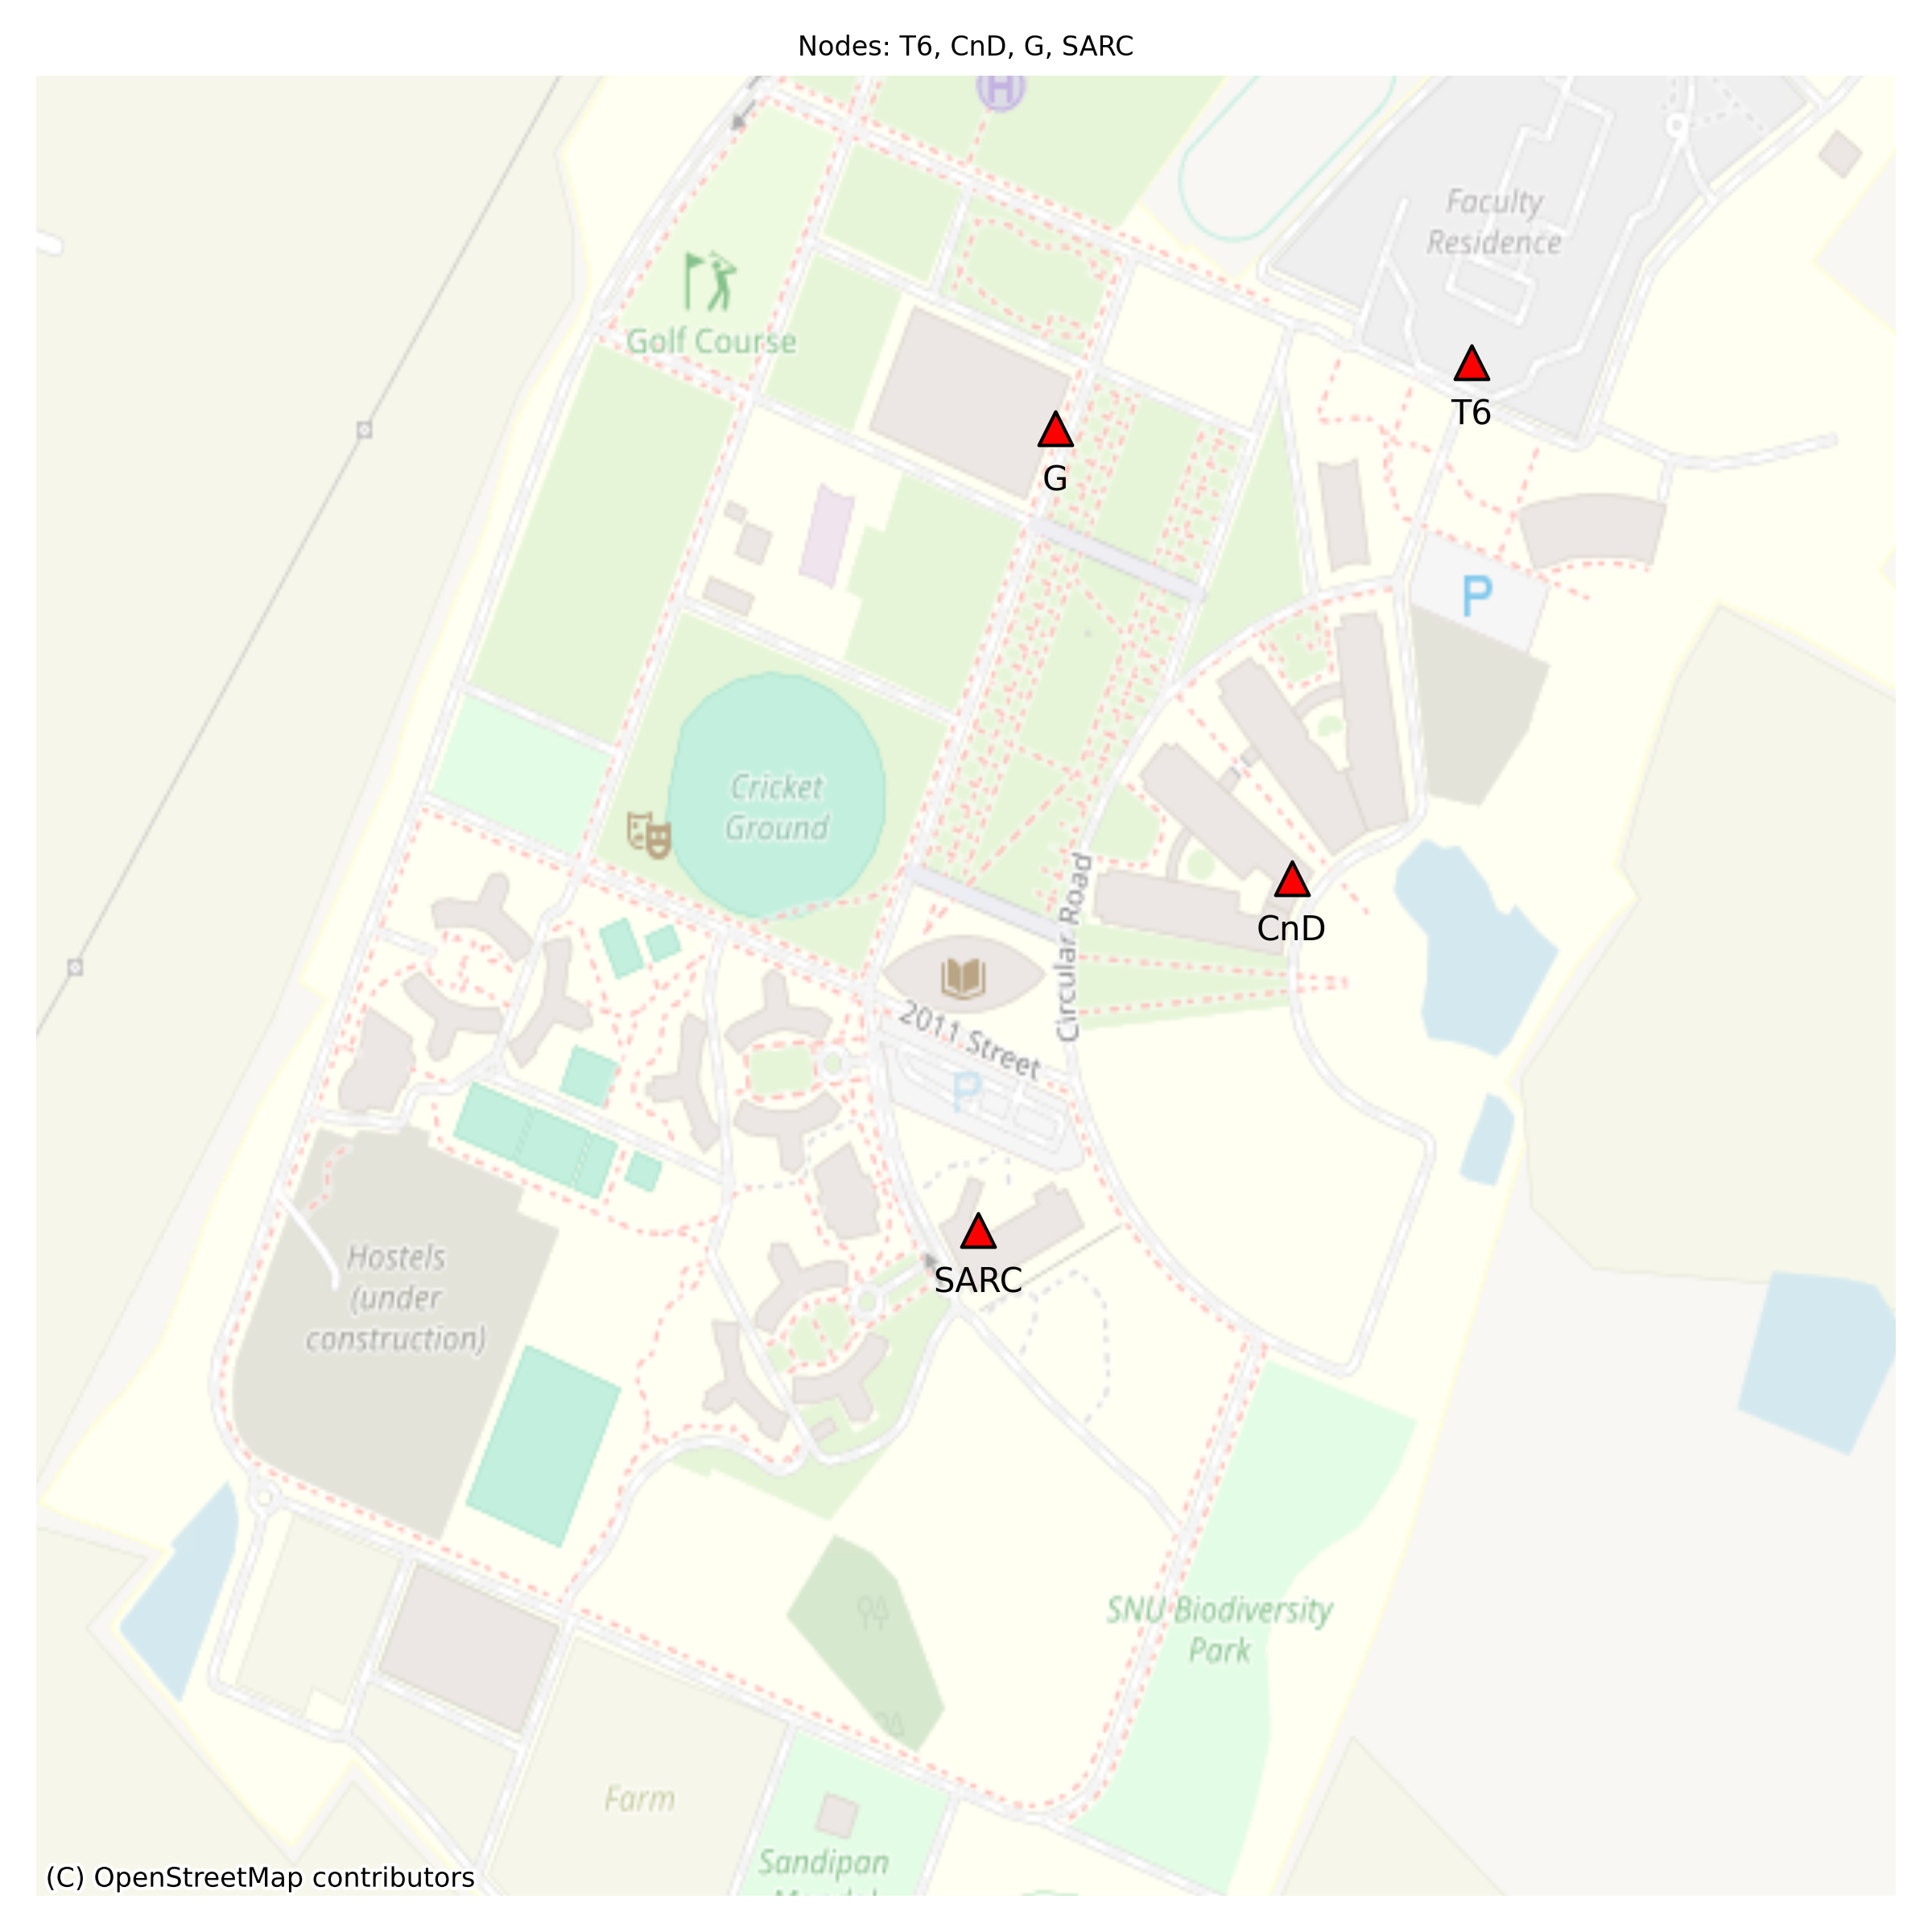 Nodes: T6, CnD, G, SARC
H
Faculty
Residence
Golf Course
T6
G
P
Cricket
Ground
CnD
Circular Road
2011 Street
P
SARC
Hostels
(under
construction)
SNU Biodiversity
Park
Farm
Sandipan
(C) OpenStreetMap contributors